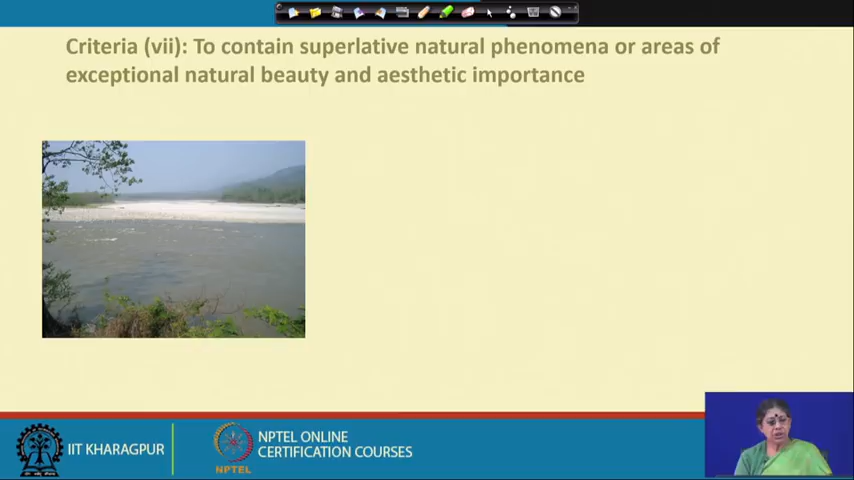 Criteria (vii): To contain superlative natural phenomena or areas of
exceptional natural beauty and aesthetic importance
IIT KHARAGPUR
NPTEL
NPTEL ONLINE
CERTIFICATION COURSES